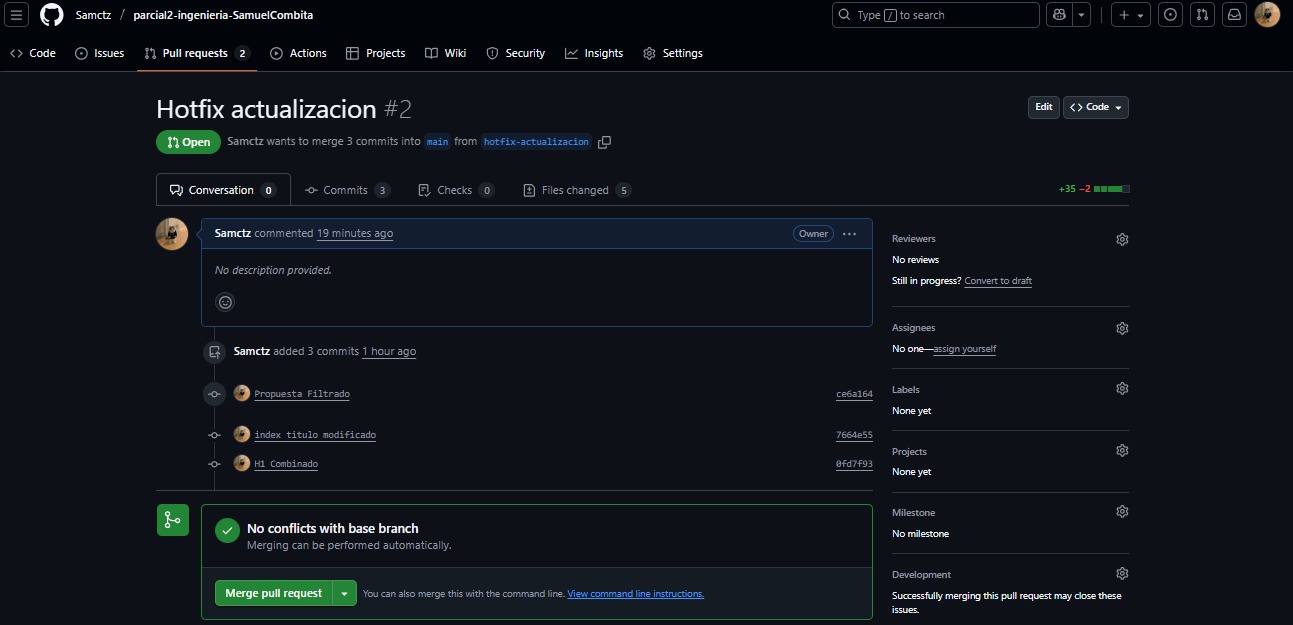 Samctz / parcial2-ingenieria-SamuelCombita
Type / to search
Code Issues Pull requests 2 Actions Projects Wiki Security Insights Settings
Hotfix actualizacion #2
Edit
Code
Open
Samctz wants to merge 3 commits into main from hotfix-actualizacion
Conversation 0
Commits 3
Checks 0
Files changed 5
+35 −2
Samctz commented 19 minutes ago
Owner
No description provided.
Samctz added 3 commits 1 hour ago
Propuesta Filtrado ce6a164
index titulo modificado 7664e55
H1 Combinado 0fd7f93
No conflicts with base branch
Merging can be performed automatically.
Merge pull request
You can also merge this with the command line. View command line instructions.
Reviewers
No reviews
Still in progress? Convert to draft
Assignees
No one—assign yourself
Labels
None yet
Projects
None yet
Milestone
No milestone
Development
Successfully merging this pull request may close these
issues.